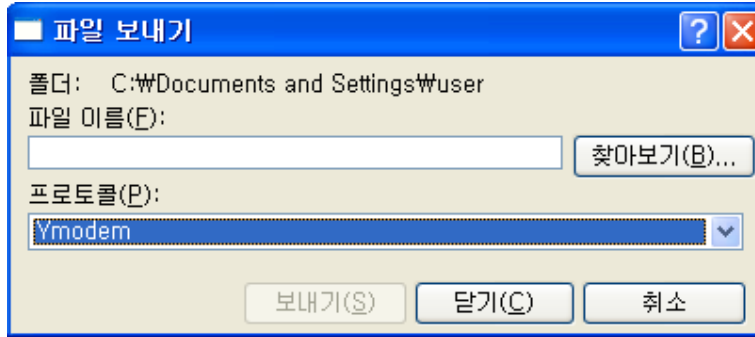 파일 보내기
폴더: C:₩Documents and Settings₩user
파일 이름(F):
찾아보기(B)...
프로토콜(P):
Ymodem
보내기(S) 닫기(C) 취소